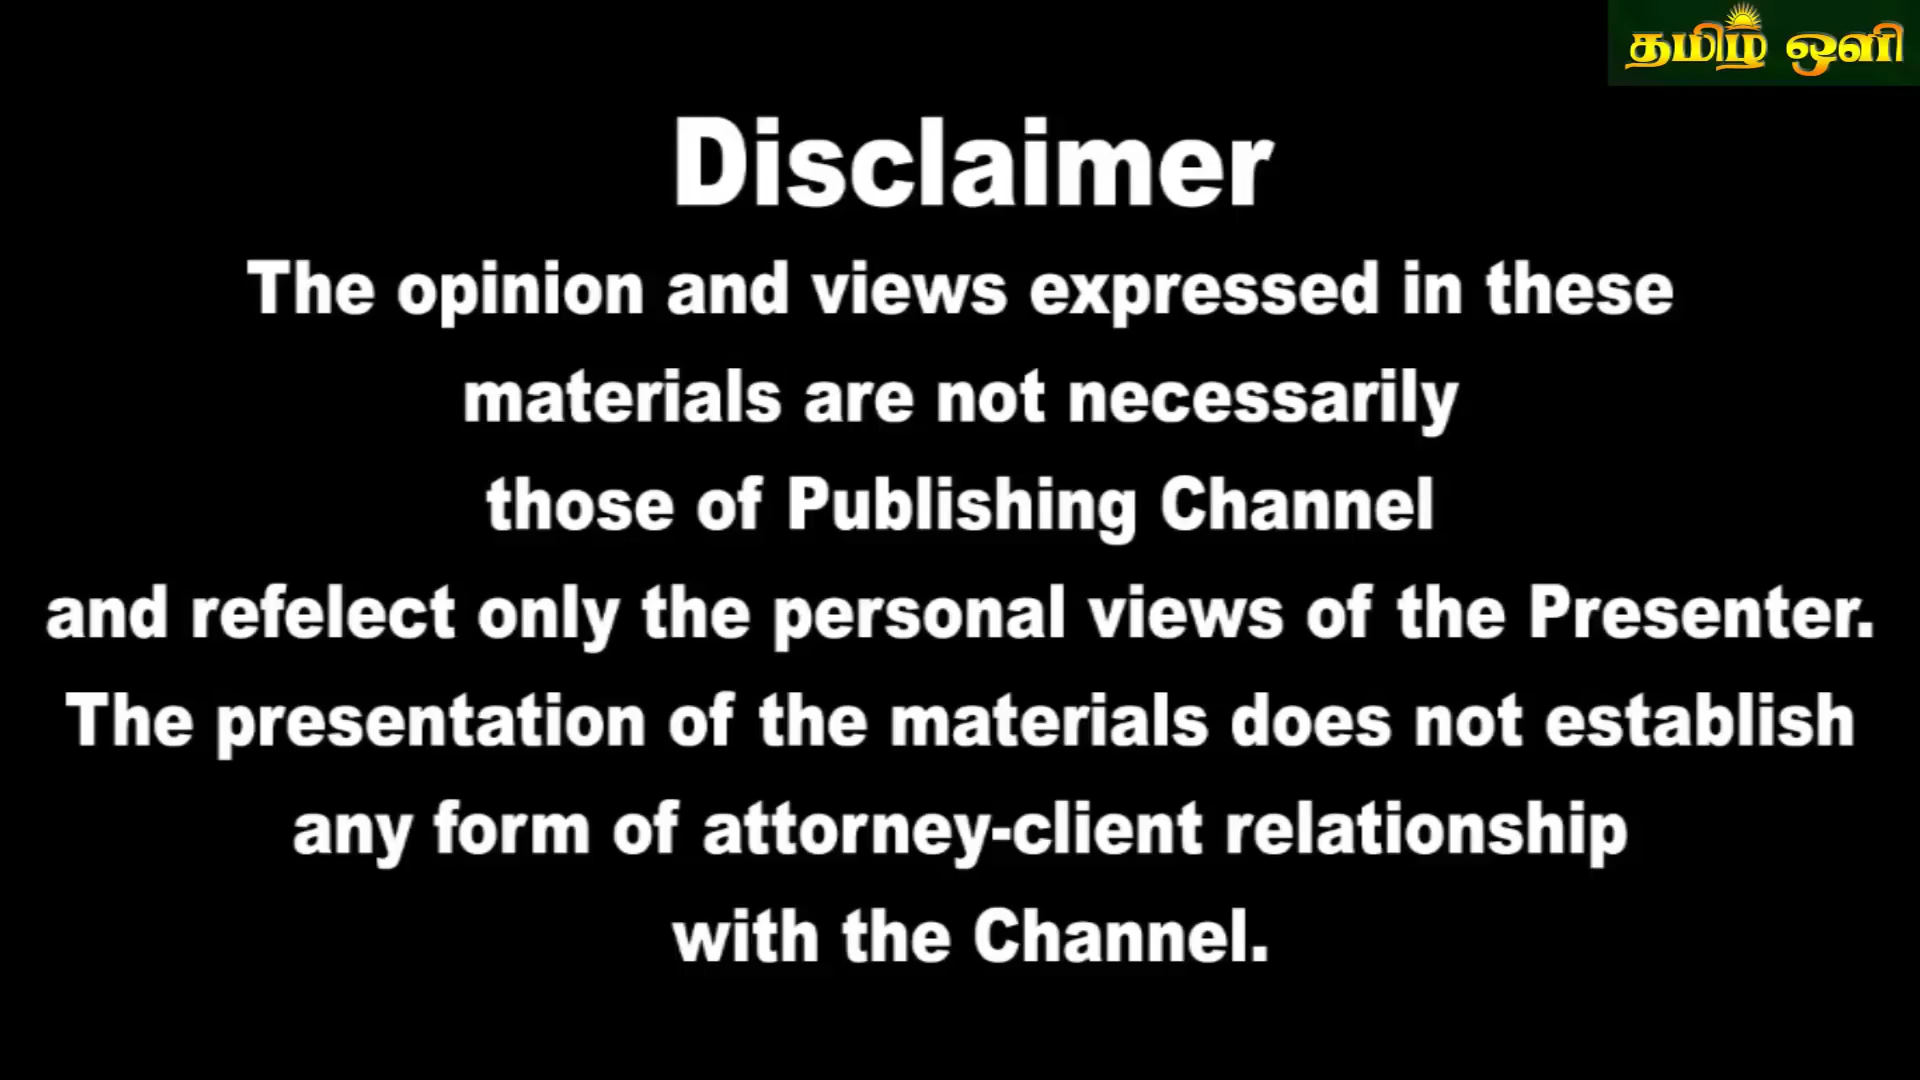 தமிழ் ஒளி
Disclaimer
The opinion and views expressed in these
materials are not necessarily
those of Publishing Channel
and refelect only the personal views of the Presenter.
The presentation of the materials does not establish
any form of attorney-client relationship
with the Channel.